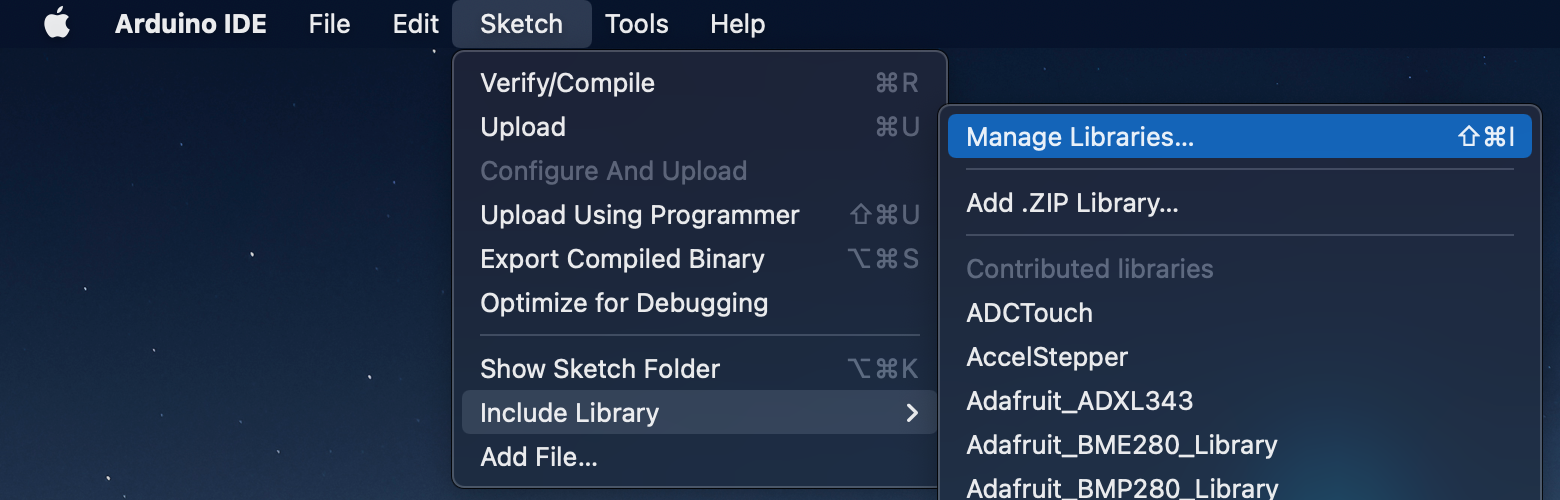 Arduino IDE File Edit Sketch Tools Help
Verify/Compile ⌘R
Upload ⌘U
Configure And Upload
Upload Using Programmer ⇧⌘U
Export Compiled Binary ⌥⌘S
Optimize for Debugging
Show Sketch Folder ⌥⌘K
Include Library
Add File...
Manage Libraries... ⇧⌘I
Add .ZIP Library...
Contributed libraries
ADCTouch
AccelStepper
Adafruit_ADXL343
Adafruit_BME280_Library
Adafruit_BMP280_Library